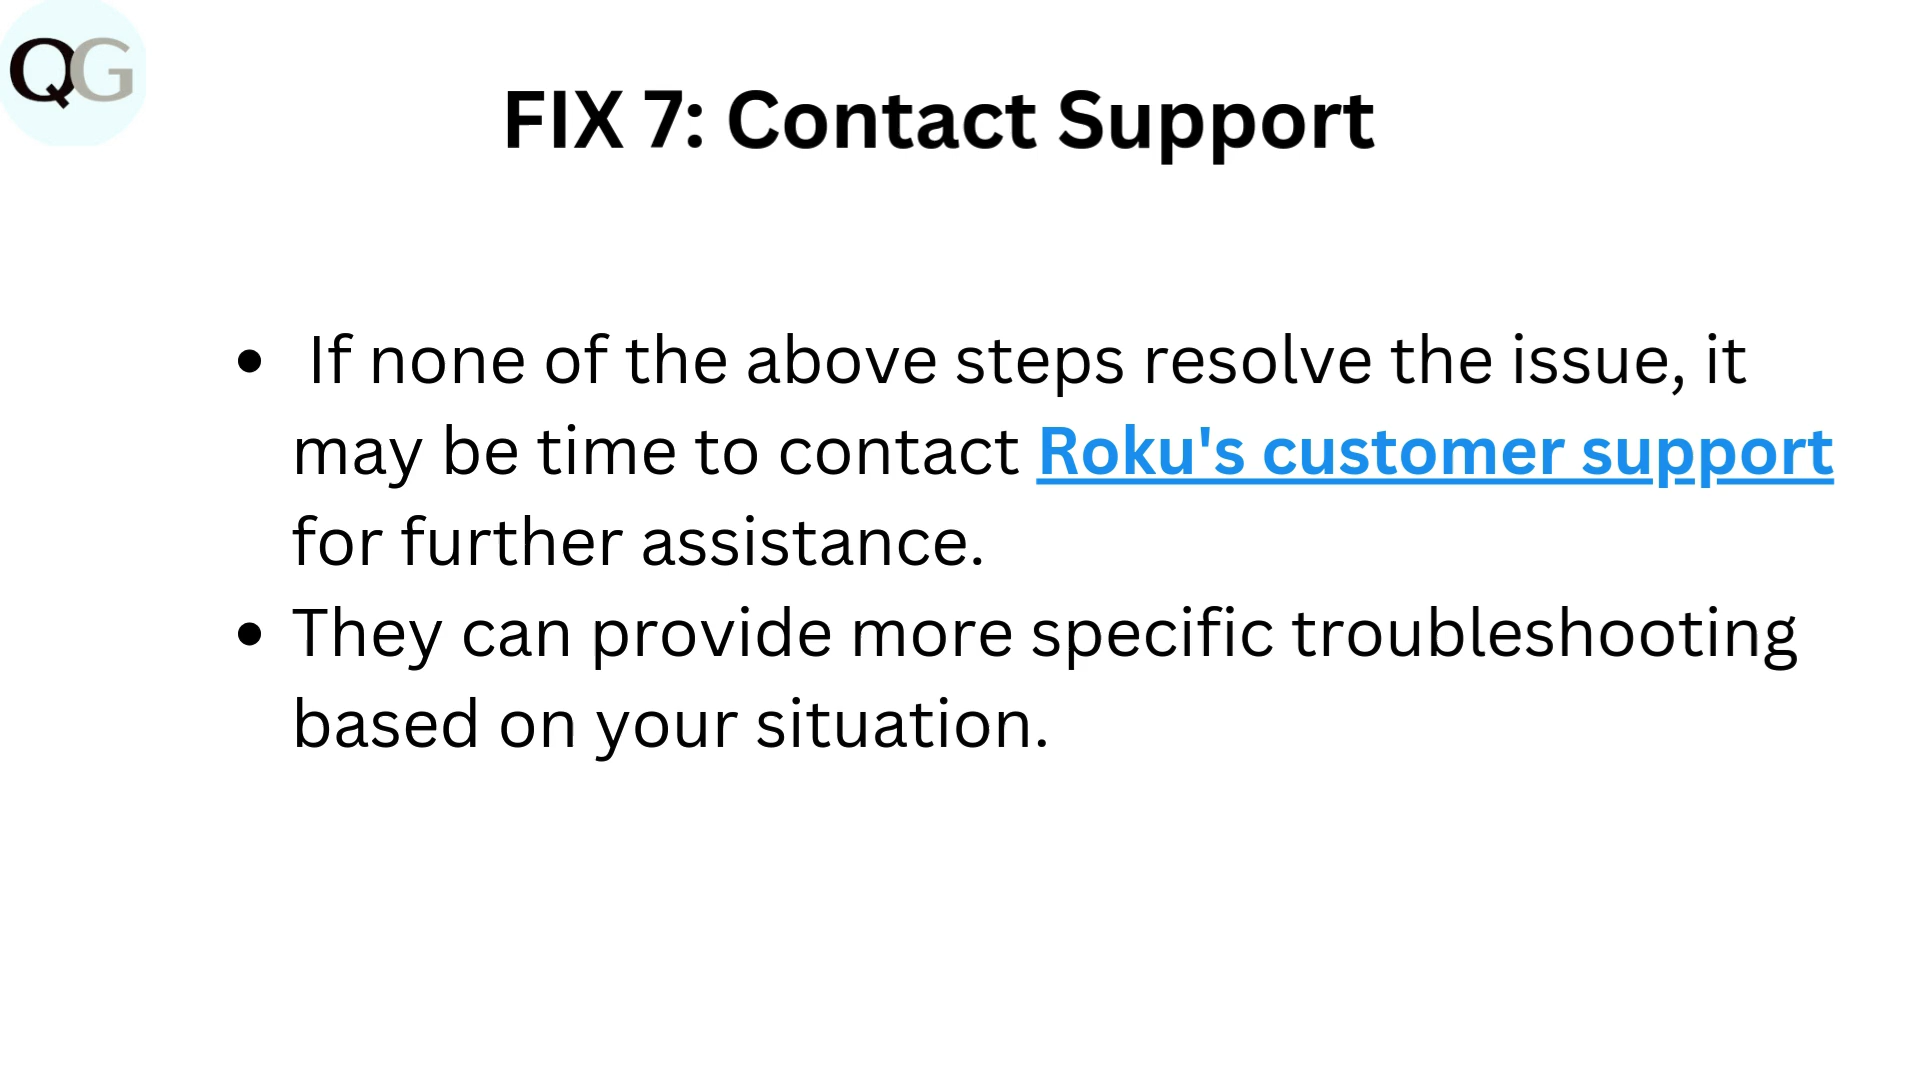 QG
FIX 7: Contact Support
• If none of the above steps resolve the issue, it
may be time to contact Roku's customer support
for further assistance.
• They can provide more specific troubleshooting
based on your situation.